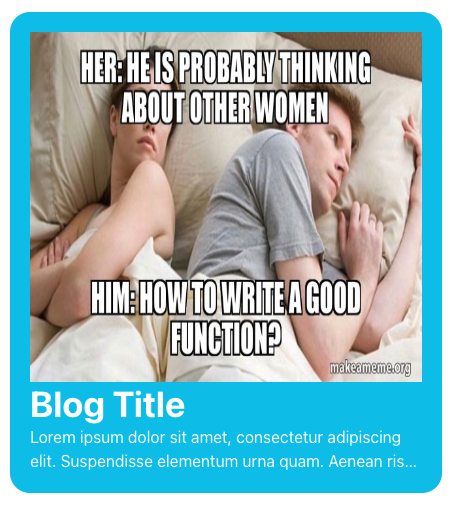 HER: HE IS PROBABLY THINKING
ABOUT OTHER WOMEN
HIM: HOW TO WRITE A GOOD
FUNCTION?
makeameme.org
Blog Title
Lorem ipsum dolor sit amet, consectetur adipiscing
elit. Suspendisse elementum urna quam. Aenean ris...